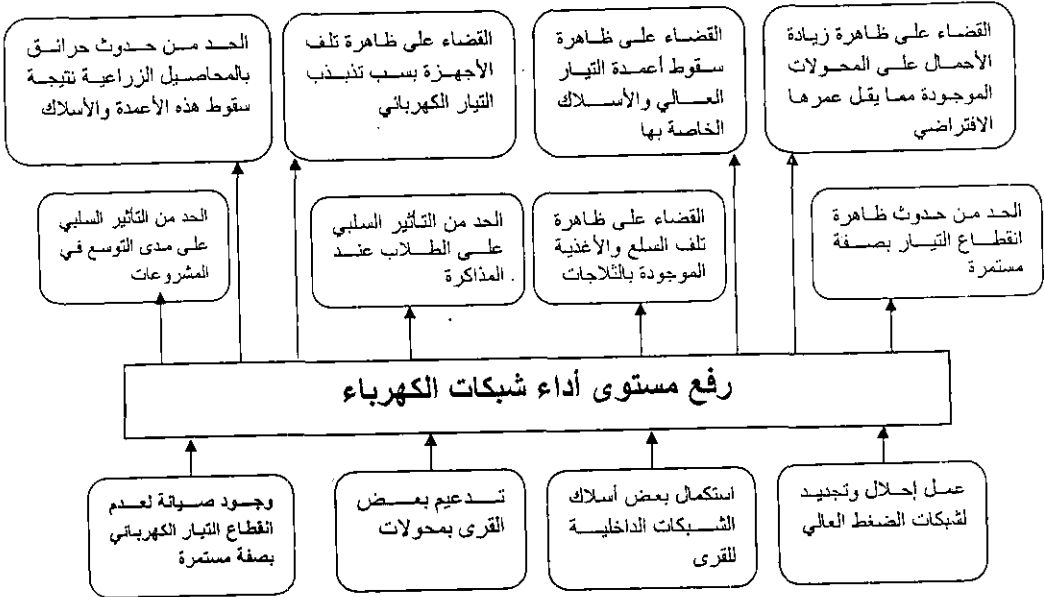 القضاء على ظاهرة زيادة
الأحمال على المحولات
الموجودة مما يقل عمرها
الافتراضي
القضاء على ظاهرة
سقوط أعمدة التيار
العالي والأسلاك
الخاصة بها
القضاء على ظاهرة تلف
الأجهزة بسب تذبذب
التيار الكهربائي
الحد من حدوث حرائق
بالمحاصيل الزراعية نتيجة
سقوط هذه الأعمدة والأسلاك
الحد من حدوث ظاهرة
انقطاع التيار بصفة
مستمرة
القضاء على ظاهرة
تلف السلع والأغذية
الموجودة بالثلاجات
الحد من التأثير السلبي
على الطلاب عند
المذاكرة
الحد من التأثير السلبي
على مدى التوسع في
المشروعات
رفع مستوى أداء شبكات الكهرباء
عمل إحلال وتجديد
لشبكات الضغط العالي
استكمال بعض أسلاك
الشبكات الداخلية
للقرى
تدعيم بعض
القرى بمحولات
وجود صيانة لعدم
انقطاع التيار الكهربائي
بصفة مستمرة